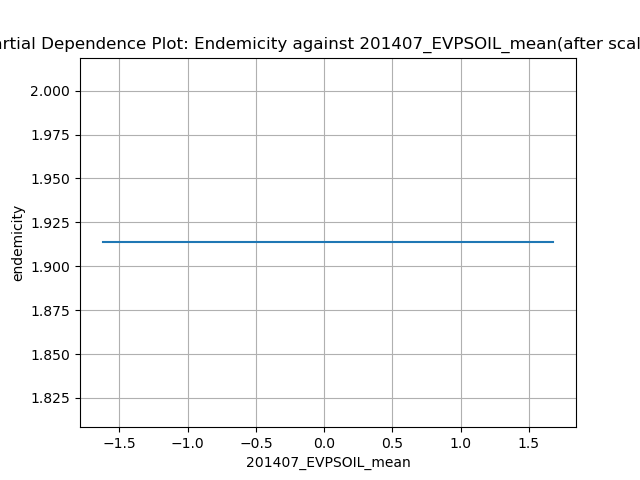 rtial Dependence Plot: Endemicity against 201407_EVPSOIL_mean(after scal
2.000
1.975
1.950
1.925
1.900
1.875
1.850
1.825
endemicity
−1.5 −1.0 −0.5 0.0 0.5 1.0 1.5
201407_EVPSOIL_mean